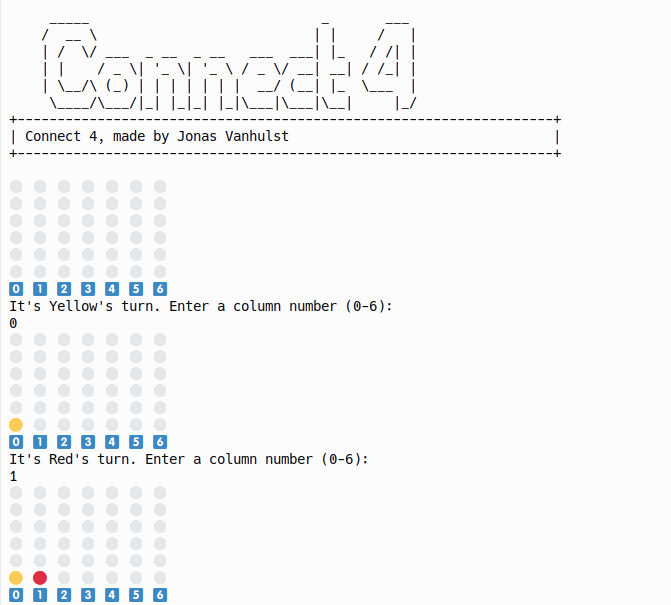 Connect 4
Connect 4, made by Jonas Vanhulst
0 1 2 3 4 5 6
It's Yellow's turn. Enter a column number (0-6):
0
0 1 2 3 4 5 6
It's Red's turn. Enter a column number (0-6):
1
0 1 2 3 4 5 6